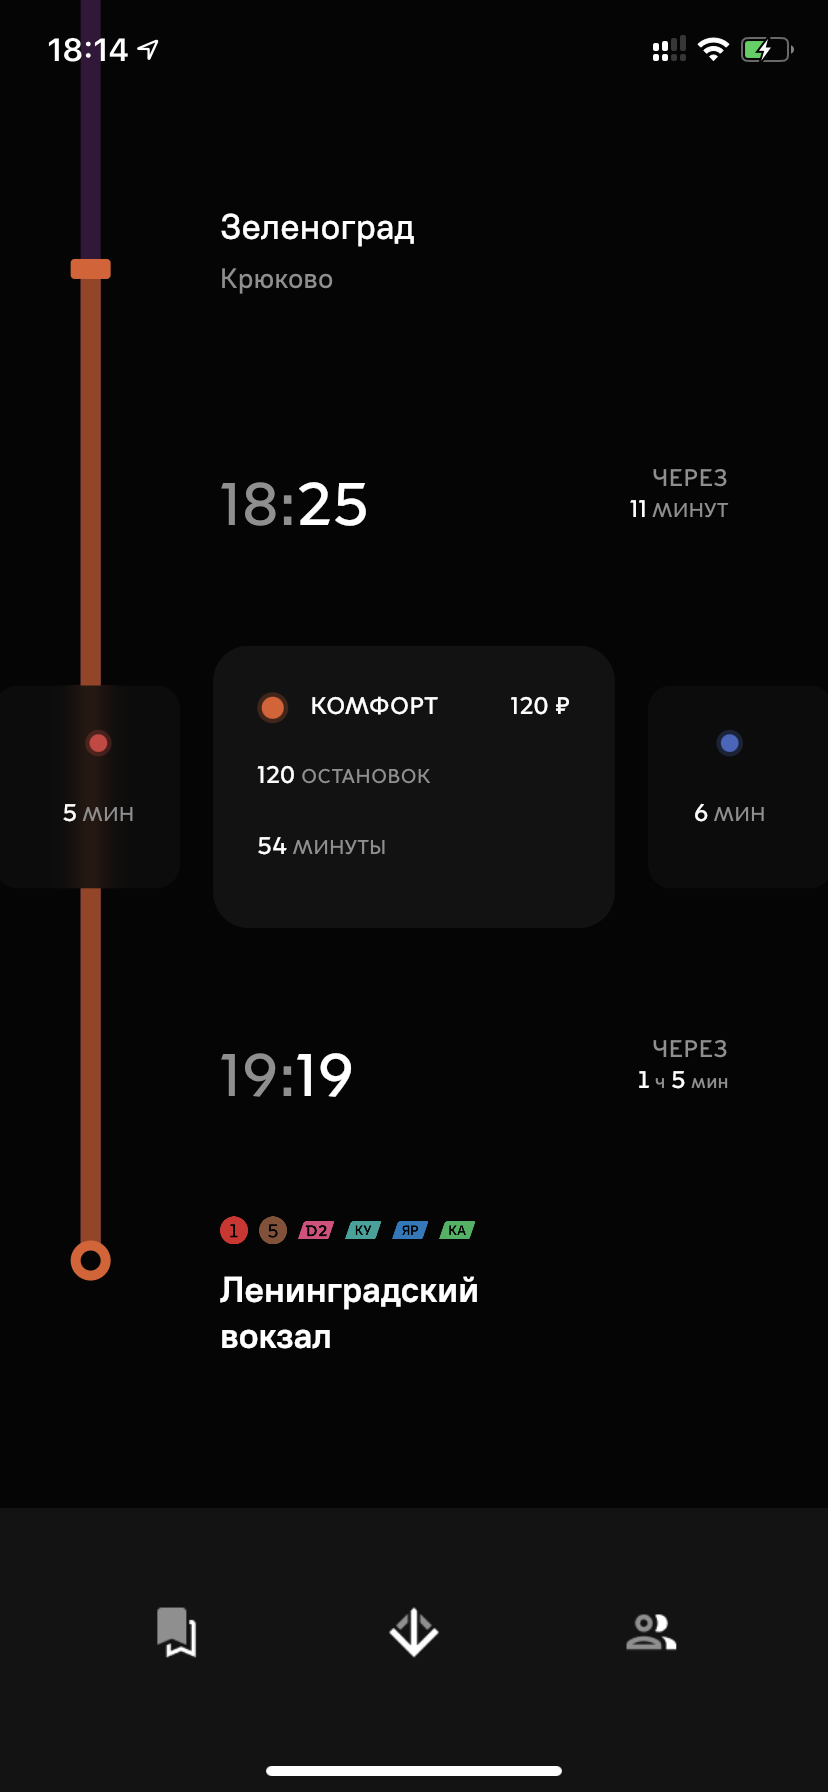 18:14
Зеленоград
Крюково
18:25
ЧЕРЕЗ
11 МИНУТ
КОМФОРТ 120 ₽
120 ОСТАНОВОК
54 МИНУТЫ
5 МИН
6 МИН
19:19
ЧЕРЕЗ
1 ч 5 мин
1 5 D2 КУ ЯР КА
Ленинградский
вокзал